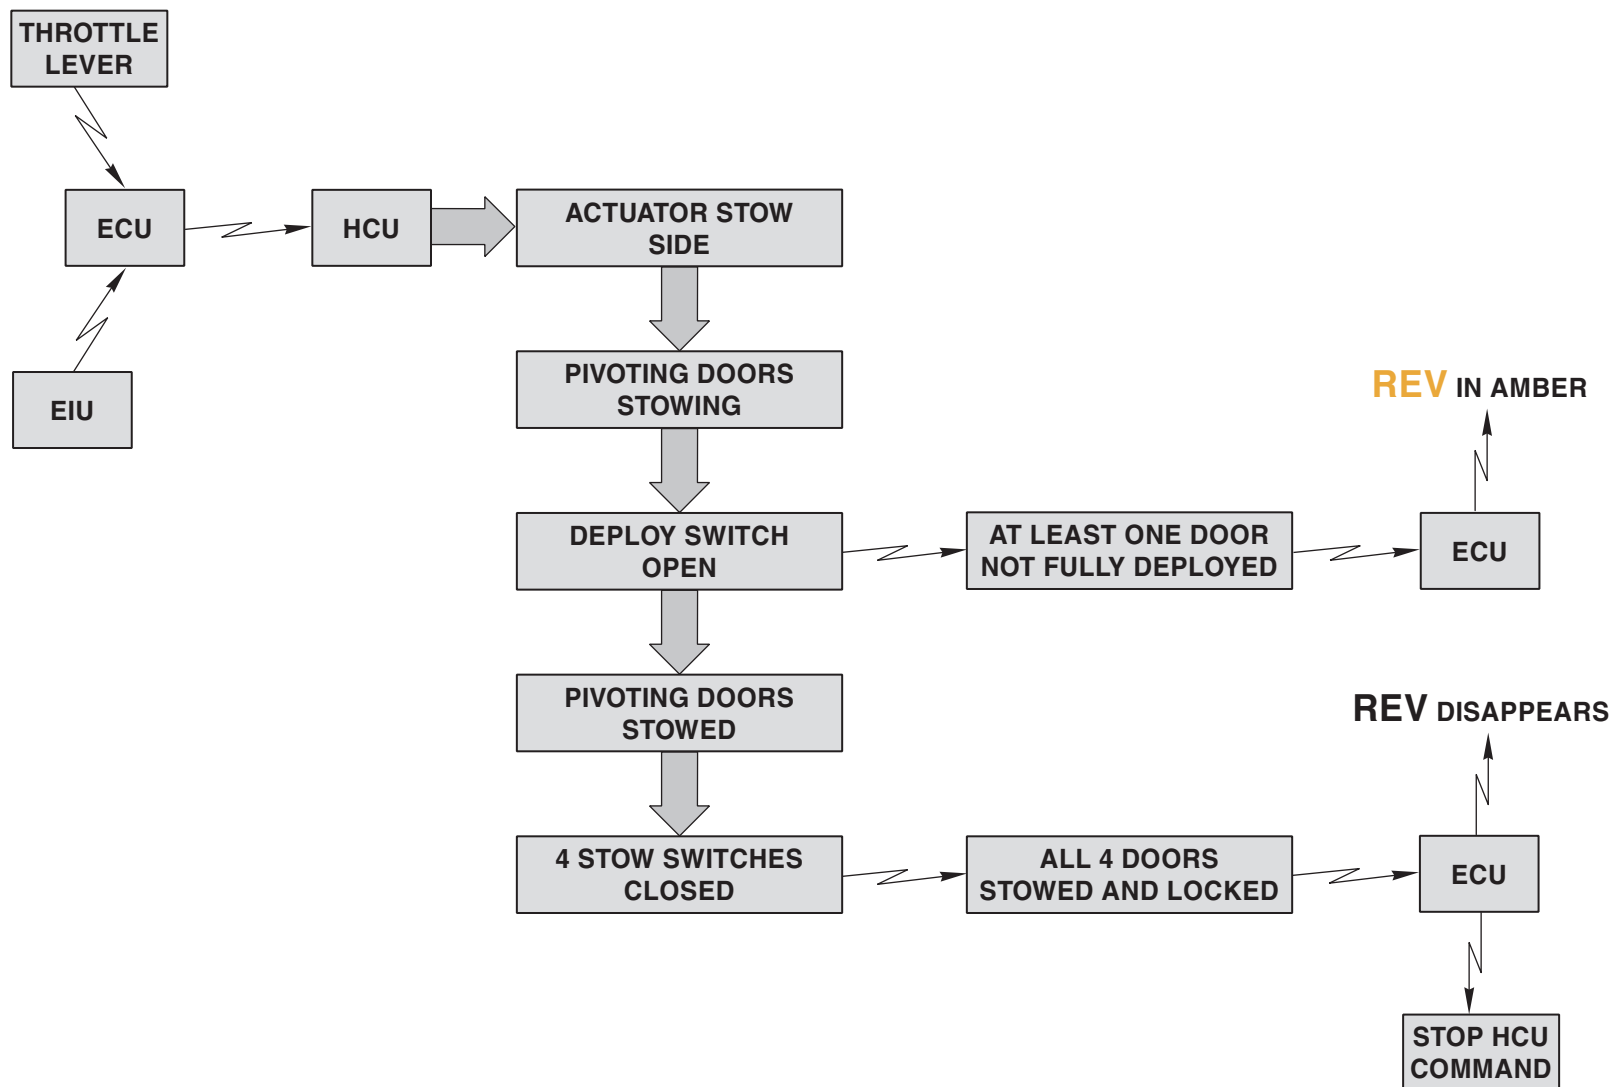 THROTTLE
LEVER
ECU
HCU
ACTUATOR STOW
SIDE
EIU
PIVOTING DOORS
STOWING
REV IN AMBER
DEPLOY SWITCH
OPEN
AT LEAST ONE DOOR
NOT FULLY DEPLOYED
ECU
PIVOTING DOORS
STOWED
REV DISAPPEARS
4 STOW SWITCHES
CLOSED
ALL 4 DOORS
STOWED AND LOCKED
ECU
STOP HCU
COMMAND